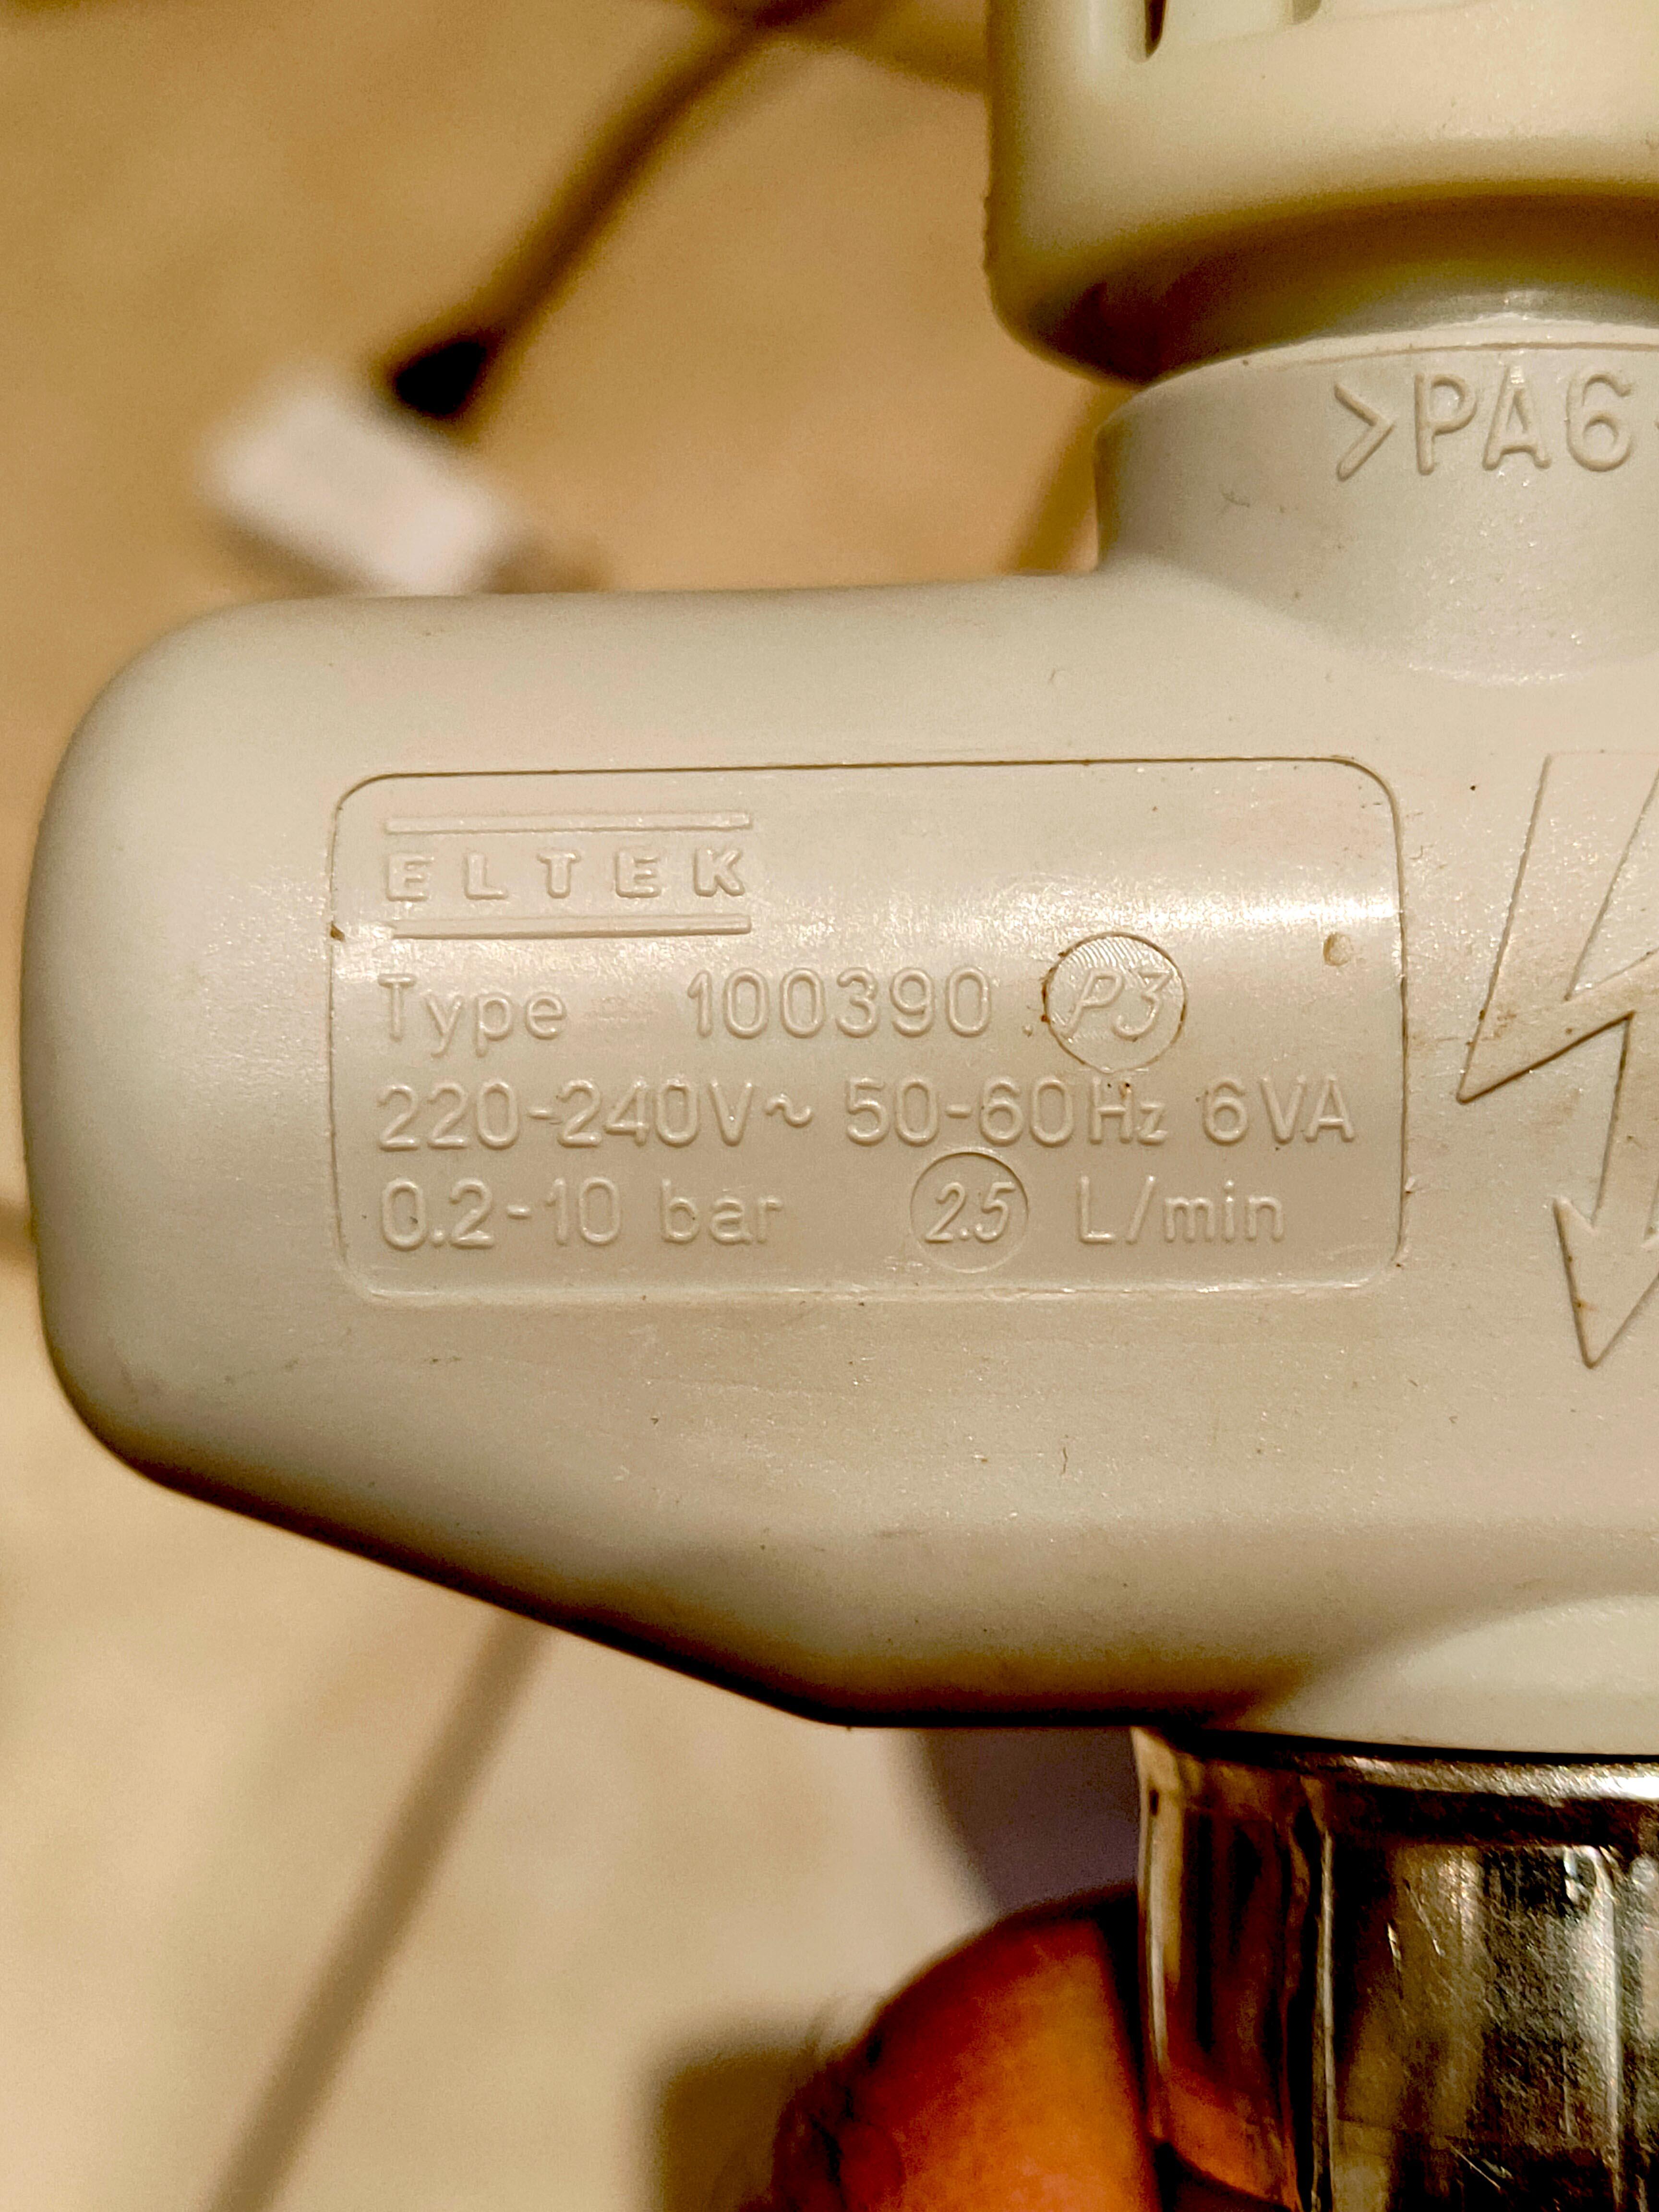 >PA6
ELTEK
Type 100390 P3
220-240V~ 50-60Hz 6VA
0.2-10 bar 2.5 L/min